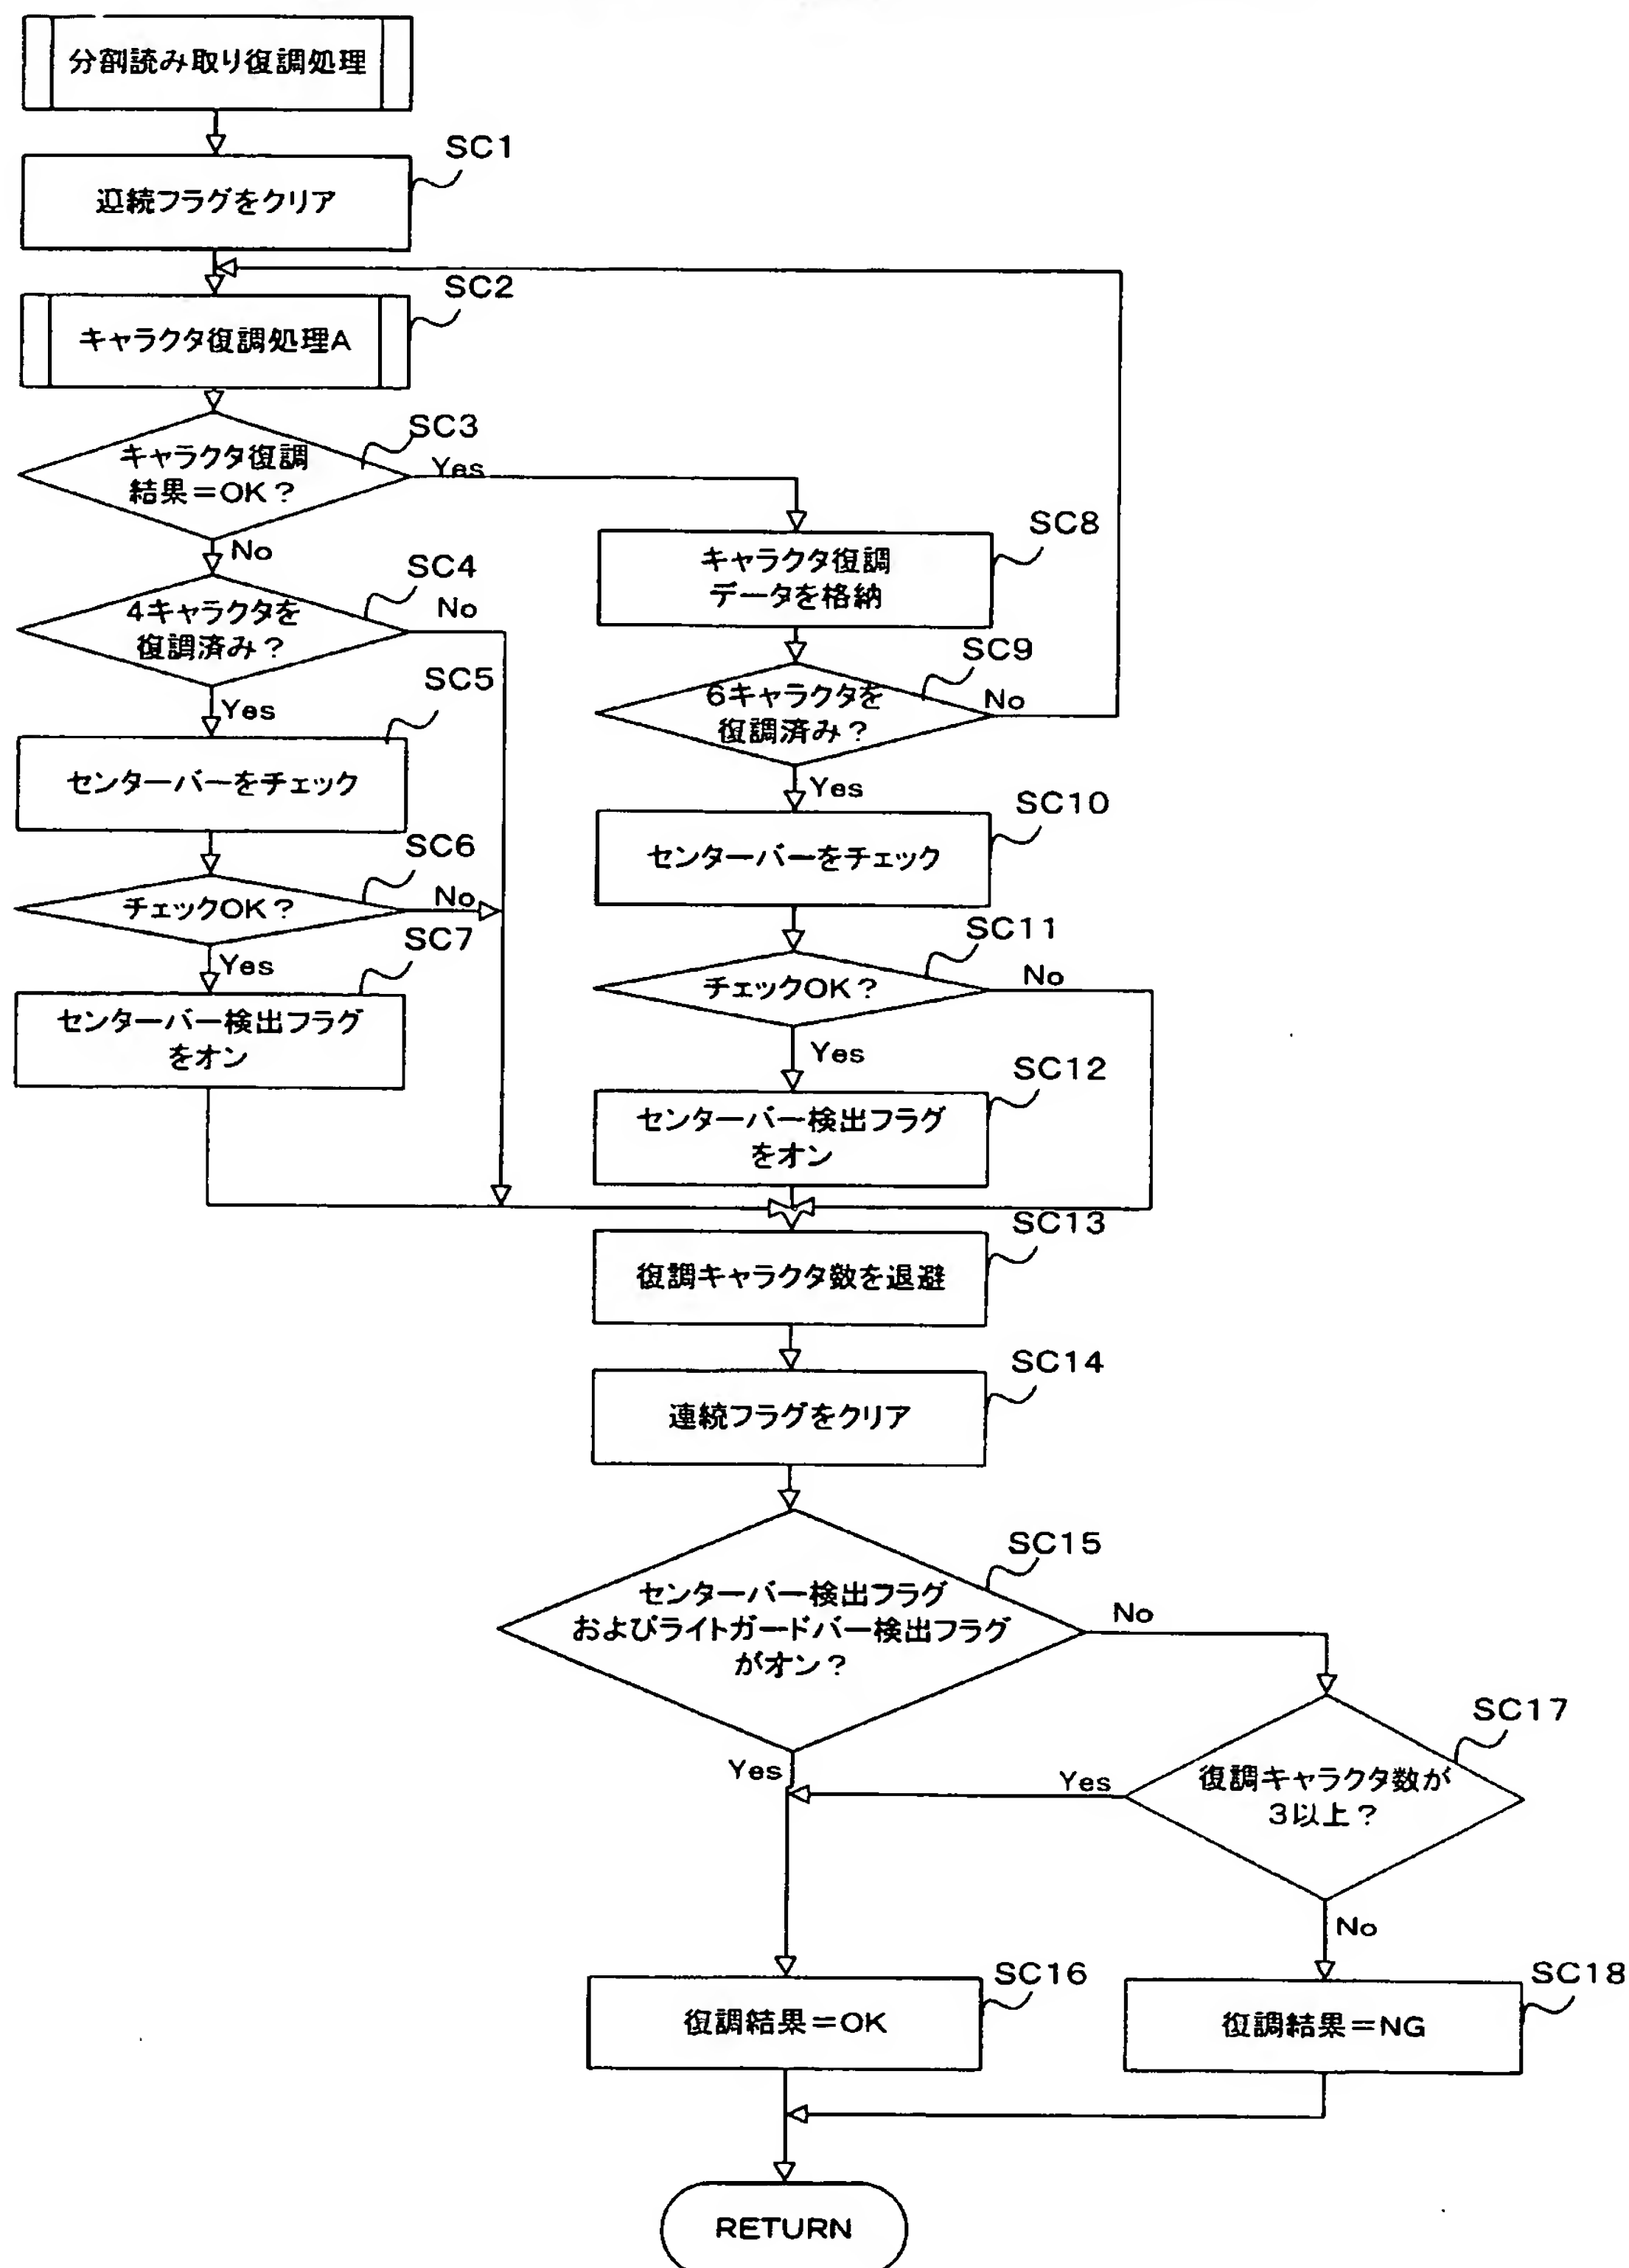 分割読み取り復調処理
SC1
連続フラグをクリア
SC2
キャラクタ復調処理A
SC3
キャラクタ復調
結果=OK?
Yes
No
SC4
4キャラクタを
復調済み?
No
Yes
SC5
センターバーをチェック
SC6
チェックOK?
No
Yes
SC7
センターバー検出フラグ
をオン
SC8
キャラクタ復調
データを格納
SC9
6キャラクタを
復調済み?
No
Yes
SC10
センターバーをチェック
SC11
チェックOK?
No
Yes
SC12
センターバー検出フラグ
をオン
SC13
復調キャラクタ数を退避
SC14
連続フラグをクリア
SC15
センターバー検出フラグ
およびライトガードバー検出フラグ
がオン?
No
Yes
SC17
復調キャラクタ数が
3以上?
Yes
No
SC16
復調結果=OK
SC18
復調結果=NG
RETURN